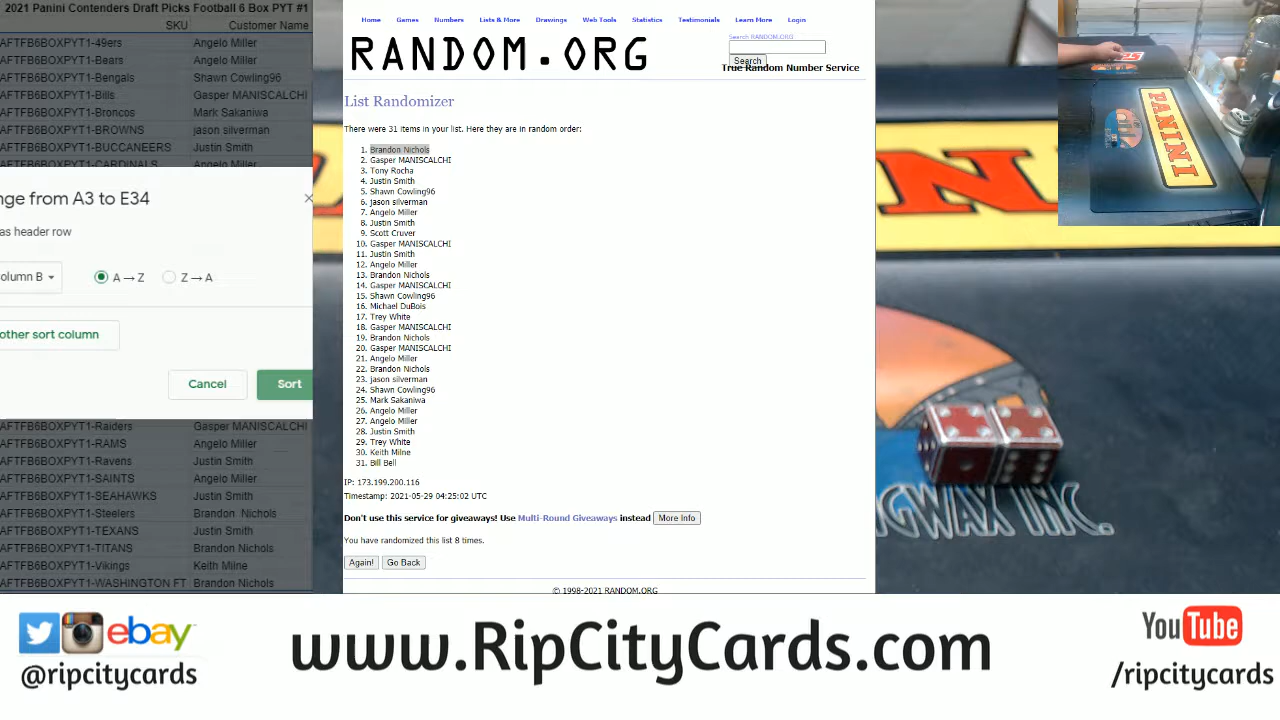 2021 Panini Contenders Draft Picks Football 6 Box PYT #1
SKU Customer Name
AFTFB6BOXPYT1-49ers Angelo Miller
AFTFB6BOXPYT1-Bears Angelo Miller
AFTFB6BOXPYT1-Bengals Shawn Cowling96
AFTFB6BOXPYT1-Bills Gasper MANISCALCHI
AFTFB6BOXPYT1-Broncos Mark Sakaniwa
AFTFB6BOXPYT1-BROWNS jason silverman
AFTFB6BOXPYT1-BUCCANEERS Justin Smith
AFTFB6BOXPYT1-CARDINALS Angelo Miller
nge from A3 to E34
as header row
olumn B A → Z Z → A
other sort column
Cancel Sort
AFTFB6BOXPYT1-Raiders Gasper MANISCALCHI
AFTFB6BOXPYT1-RAMS Angelo Miller
AFTFB6BOXPYT1-Ravens Justin Smith
AFTFB6BOXPYT1-SAINTS Angelo Miller
AFTFB6BOXPYT1-SEAHAWKS Justin Smith
AFTFB6BOXPYT1-Steelers Brandon Nichols
AFTFB6BOXPYT1-TEXANS Justin Smith
AFTFB6BOXPYT1-TITANS Brandon Nichols
AFTFB6BOXPYT1-Vikings Keith Milne
AFTFB6BOXPYT1-WASHINGTON FT Brandon Nichols
Home Games Numbers Lists & More Drawings Web Tools Statistics Testimonials Learn More Login
RANDOM.ORG
Search RANDOM.ORG
Search
True Random Number Service
List Randomizer
There were 31 items in your list. Here they are in random order:
1. Brandon Nichols
2. Gasper MANISCALCHI
3. Tony Rocha
4. Justin Smith
5. Shawn Cowling96
6. jason silverman
7. Angelo Miller
8. Justin Smith
9. Scott Cruver
10. Gasper MANISCALCHI
11. Justin Smith
12. Angelo Miller
13. Brandon Nichols
14. Gasper MANISCALCHI
15. Shawn Cowling96
16. Michael DuBois
17. Trey White
18. Gasper MANISCALCHI
19. Brandon Nichols
20. Gasper MANISCALCHI
21. Angelo Miller
22. Brandon Nichols
23. jason silverman
24. Shawn Cowling96
25. Mark Sakaniwa
26. Angelo Miller
27. Angelo Miller
28. Justin Smith
29. Trey White
30. Keith Milne
31. Bill Bell
IP: 173.199.200.116
Timestamp: 2021-05-29 04:25:02 UTC
Don't use this service for giveaways! Use Multi-Round Giveaways instead More Info
You have randomized this list 8 times.
Again! Go Back
© 1998-2021 RANDOM.ORG
PANINI
GWAX INC.
ebay
@ripcitycards
www.RipCityCards.com
YouTube
/ripcitycards